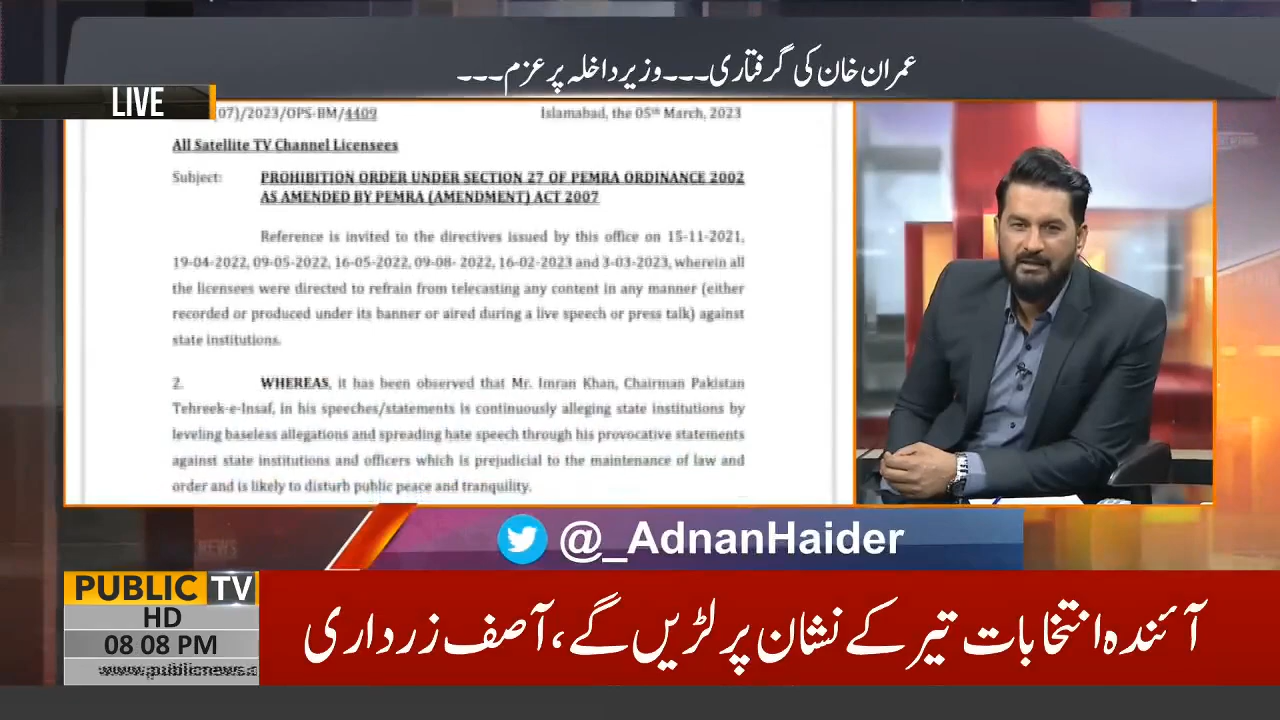 عمران خان کی گرفتاری۔۔۔وزیر داخلہ پر عزم۔۔۔
LIVE
07)/2023/OPS-BM/4409
Islamabad, the 05th March, 2023
All Satellite TV Channel Licensees
Subject: PROHIBITION ORDER UNDER SECTION 27 OF PEMRA ORDINANCE 2002
AS AMENDED BY PEMRA (AMENDMENT) ACT 2007
Reference is invited to the directives issued by this office on 15-11-2021,
19-04-2022, 09-05-2022, 16-05-2022, 09-08- 2022, 16-02-2023 and 3-03-2023, wherein all
the licensees were directed to refrain from telecasting any content in any manner (either
recorded or produced under its banner or aired during a live speech or press talk) against
state institutions.
2. WHEREAS, it has been observed that Mr. Imran Khan, Chairman Pakistan
Tehreek-e-Insaf, in his speeches/statements is continuously alleging state institutions by
leveling baseless allegations and spreading hate speech through his provocative statements
against state institutions and officers which is prejudicial to the maintenance of law and
order and is likely to disturb public peace and tranquility.
NEWS
@_AdnanHaider
PUBLIC TV
HD
08 08 PM
www.publicnews.c
آئندہ انتخابات تیر کے نشان پر لڑیں گے، آصف زرداری